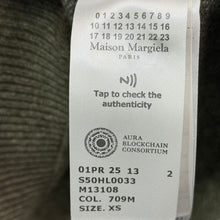 0 1 2 3 4 5 6 7 8 9
10 11 12 13 14 15 16
17 18 19 20 21 22 23
Maison Margiela
PARIS
N
Tap to check the
authenticity
AURA
BLOCKCHAIN
CONSORTIUM
01PR 25 13 2
S50HL0033
M13108
COL. 709M
SIZE. XS